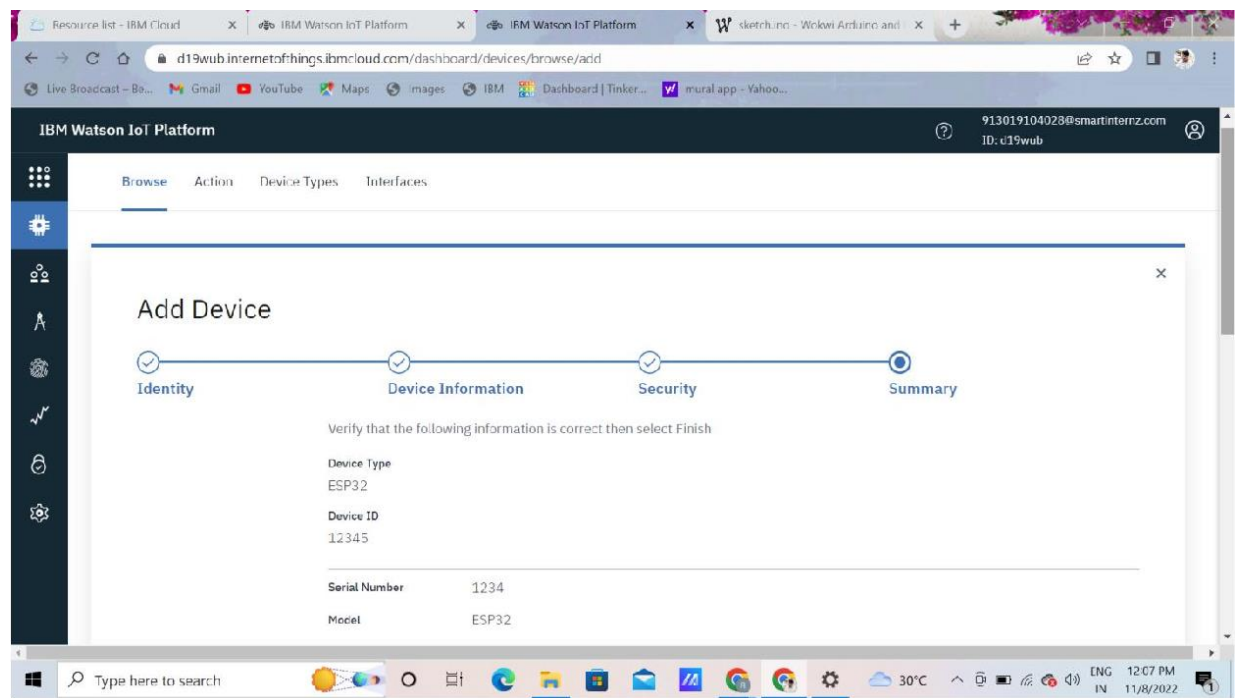 Resource list - IBM Cloud
IBM Watson IoT Platform
IBM Watson IoT Platform
sketch.ino - Wokwi Arduino and
d19wub.internetofthings.ibmcloud.com/dashboard/devices/browse/add
Live Broadcast – Be... Gmail YouTube Maps Images IBM Dashboard | Tinker... mural app - Yahoo...
IBM Watson IoT Platform
913019104028@smartinternz.com
ID: d19wub
Browse Action Device Types Interfaces
Add Device
Identity Device Information Security Summary
Verify that the following information is correct then select Finish
Device Type
ESP32
Device ID
12345
Serial Number 1234
Model ESP32
Type here to search
30°C
ENG 12:07 PM
IN 11/8/2022
1